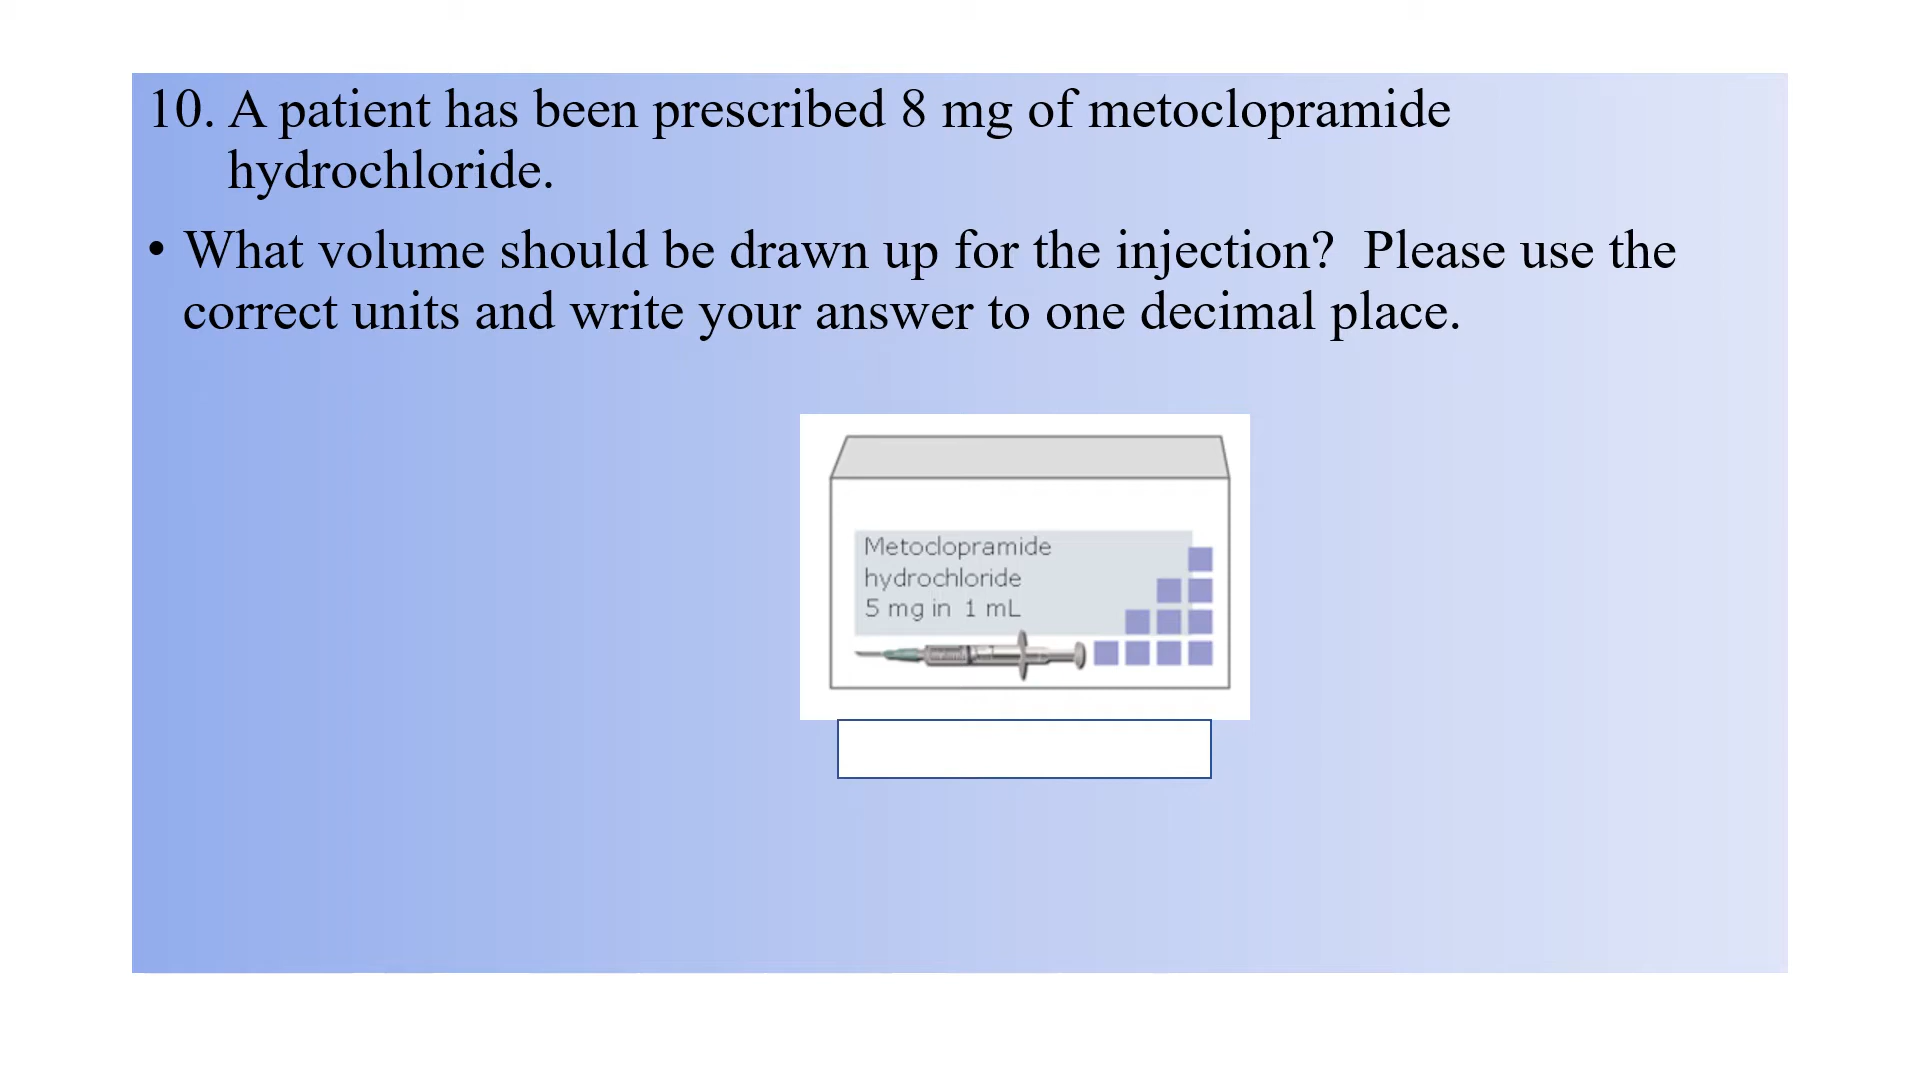 10. A patient has been prescribed 8 mg of metoclopramide
hydrochloride.
• What volume should be drawn up for the injection?  Please use the
correct units and write your answer to one decimal place.
Metoclopramide
hydrochloride
5 mg in 1 mL